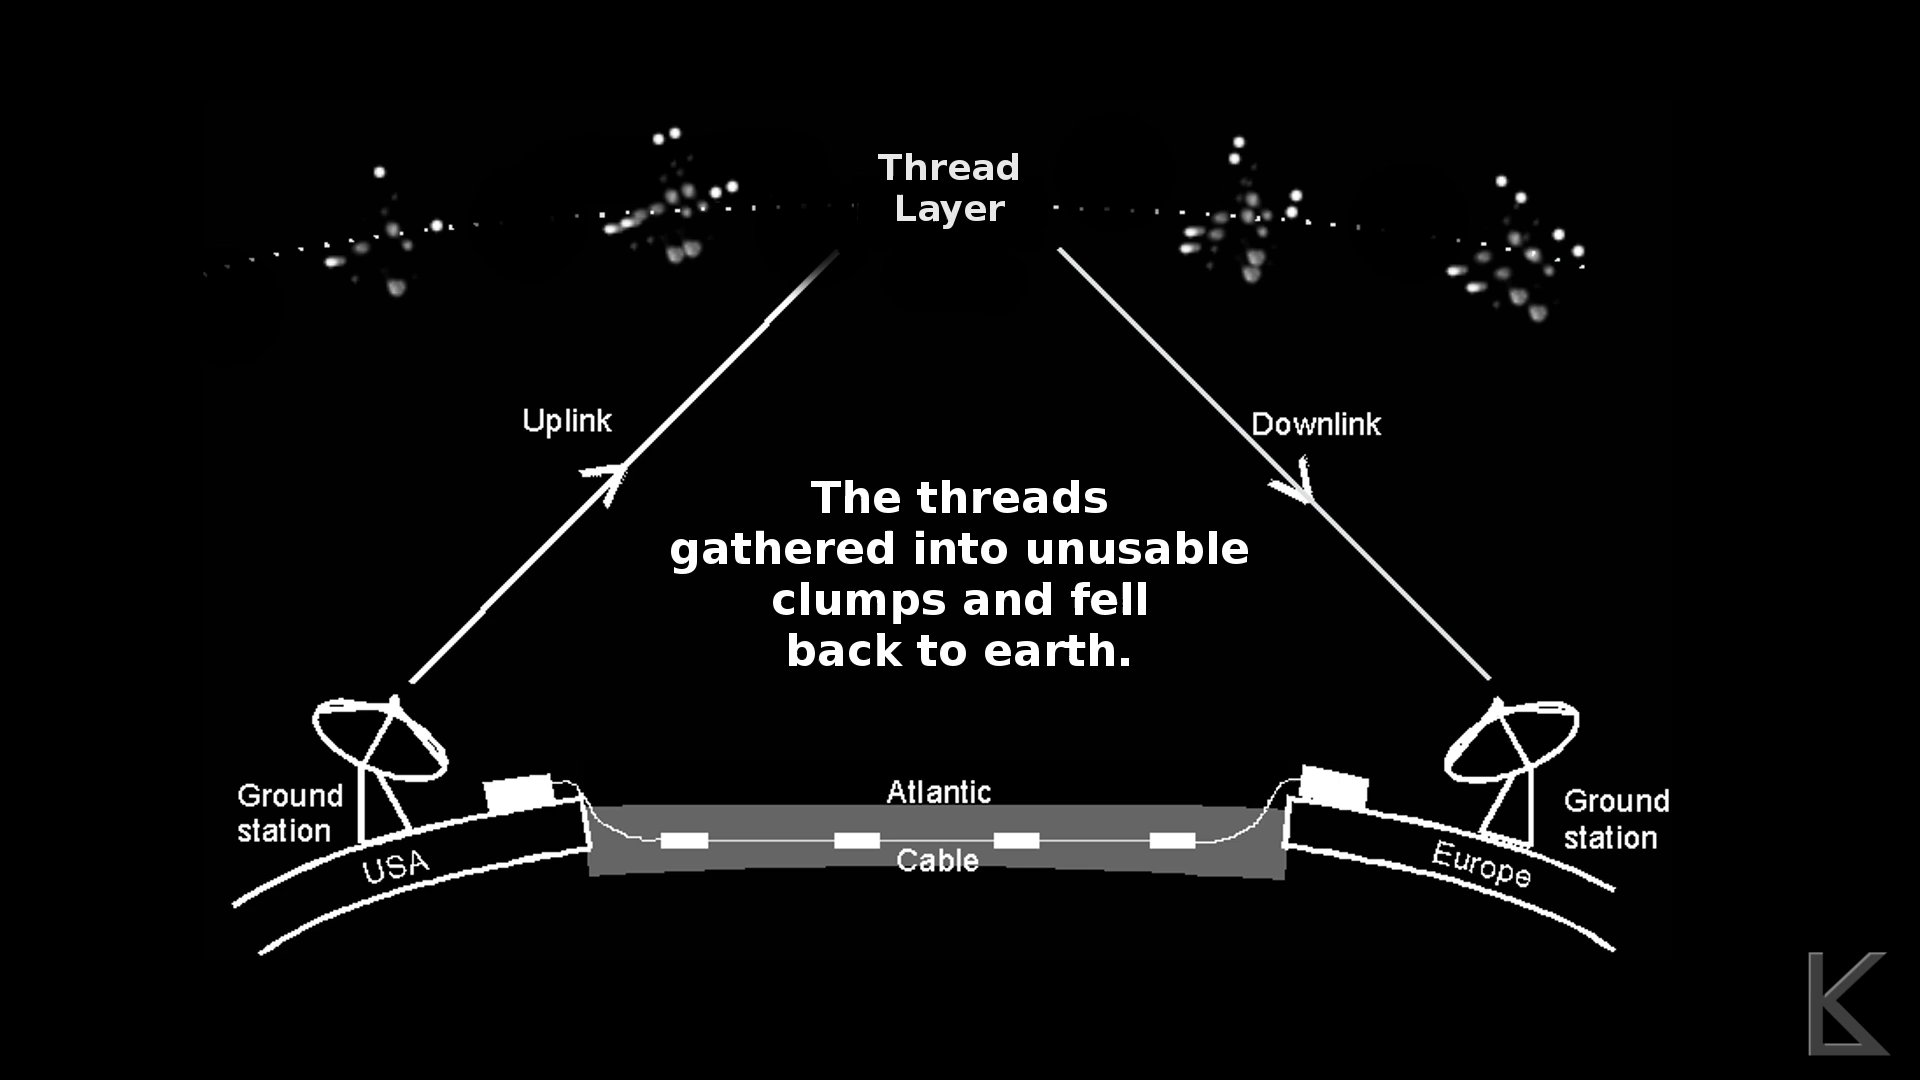 Thread
Layer
Uplink
Downlink
The threads
gathered into unusable
clumps and fell
back to earth.
Ground
station
USA
Atlantic
Cable
Europe
Ground
station